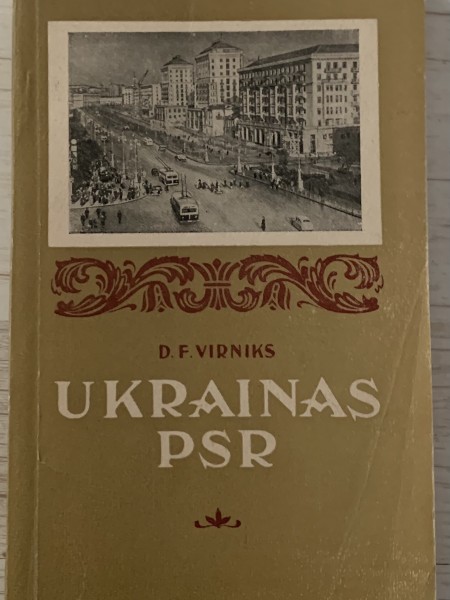 D. F. VIRNIKS
UKRAINAS
PSR